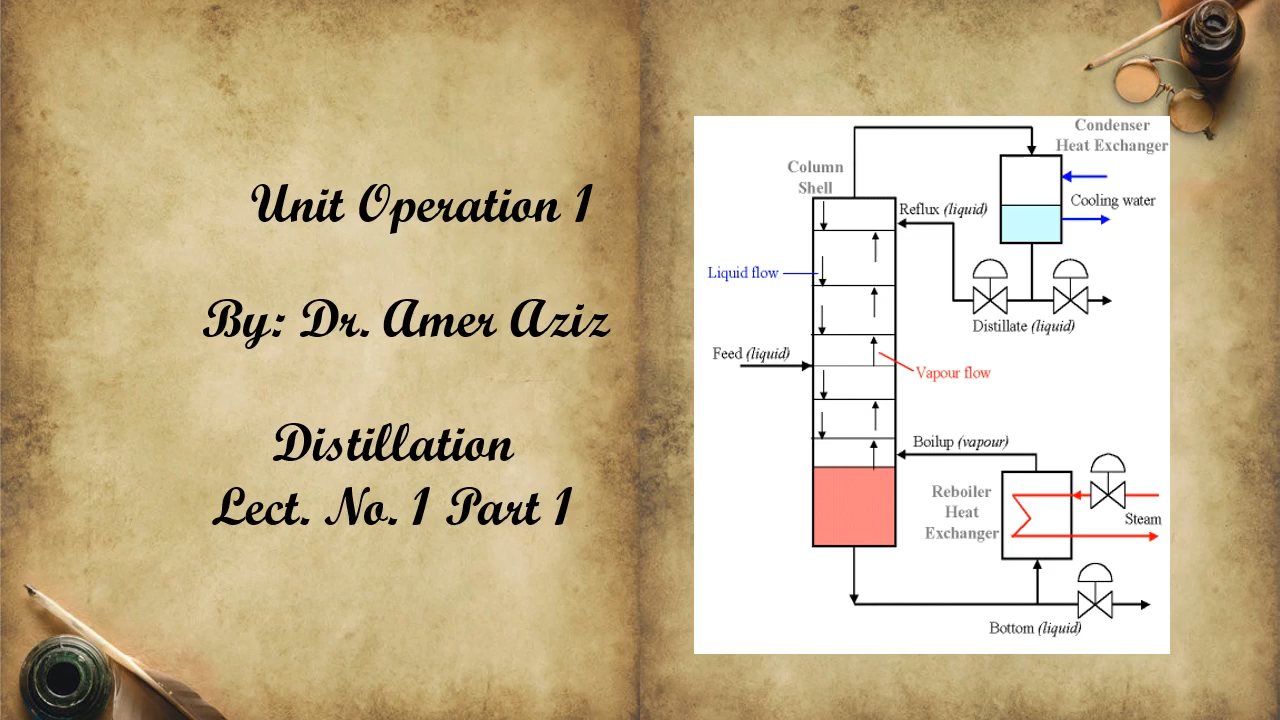 Unit Operation 1
By: Dr. Amer Aziz
Distillation
Lect. No. 1 Part 1
Condenser
Heat Exchanger
Column
Shell
Cooling water
Reflux (liquid)
Liquid flow
Distillate (liquid)
Feed (liquid)
Vapour flow
Boilup (vapour)
Reboiler
Heat
Exchanger
Steam
Bottom (liquid)